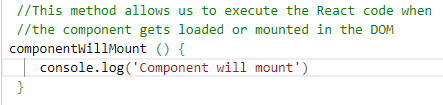 //This method allows us to execute the React code when
//the component gets loaded or mounted in the DOM
componentWillMount () {
console.log('Component will mount')
}